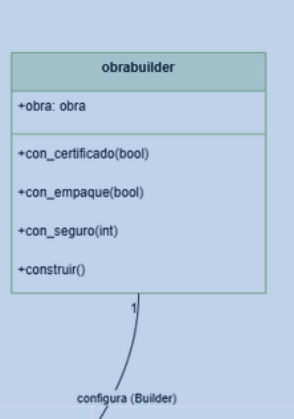 obrabuilder
+obra: obra
+con_certificado(bool)
+con_empaque(bool)
+con_seguro(int)
+construir()
1
configura (Builder)